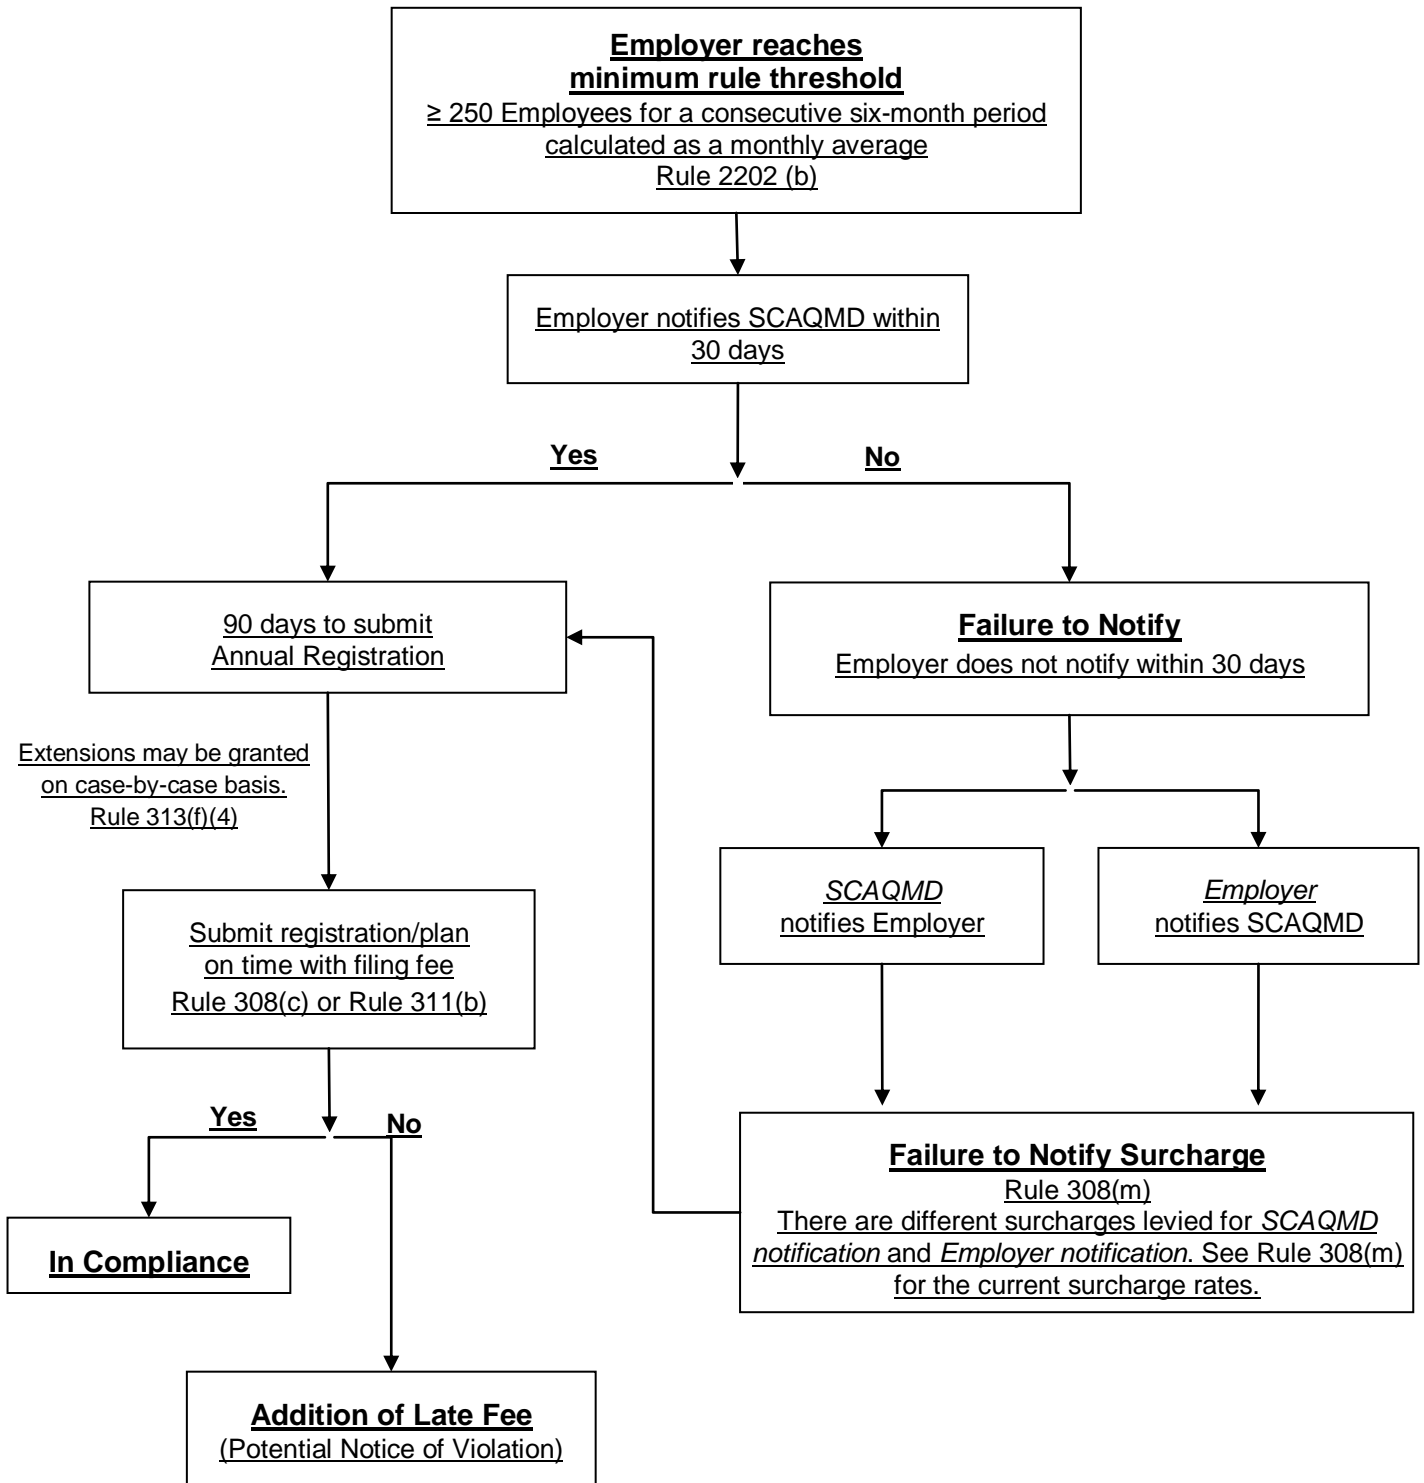 Employer reaches
minimum rule threshold
≥ 250 Employees for a consecutive six-month period
calculated as a monthly average
Rule 2202 (b)
Employer notifies SCAQMD within
30 days
Yes
No
90 days to submit
Annual Registration
Failure to Notify
Employer does not notify within 30 days
Extensions may be granted
on case-by-case basis.
Rule 313(f)(4)
SCAQMD
notifies Employer
Employer
notifies SCAQMD
Submit registration/plan
on time with filing fee
Rule 308(c) or Rule 311(b)
Yes
No
Failure to Notify Surcharge
Rule 308(m)
There are different surcharges levied for SCAQMD
notification and Employer notification. See Rule 308(m)
for the current surcharge rates.
In Compliance
Addition of Late Fee
(Potential Notice of Violation)